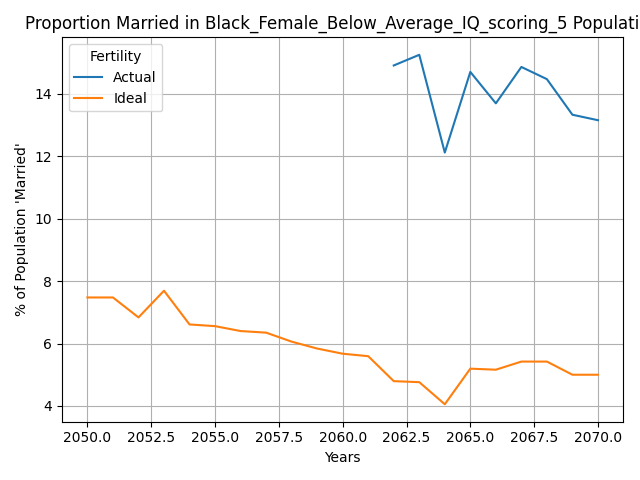 Proportion Married in Black_Female_Below_Average_IQ_scoring_5 Populati
Fertility
Actual
Ideal
% of Population 'Married'
14
12
10
8
6
4
2050.0 2052.5 2055.0 2057.5 2060.0 2062.5 2065.0 2067.5 2070.0
Years